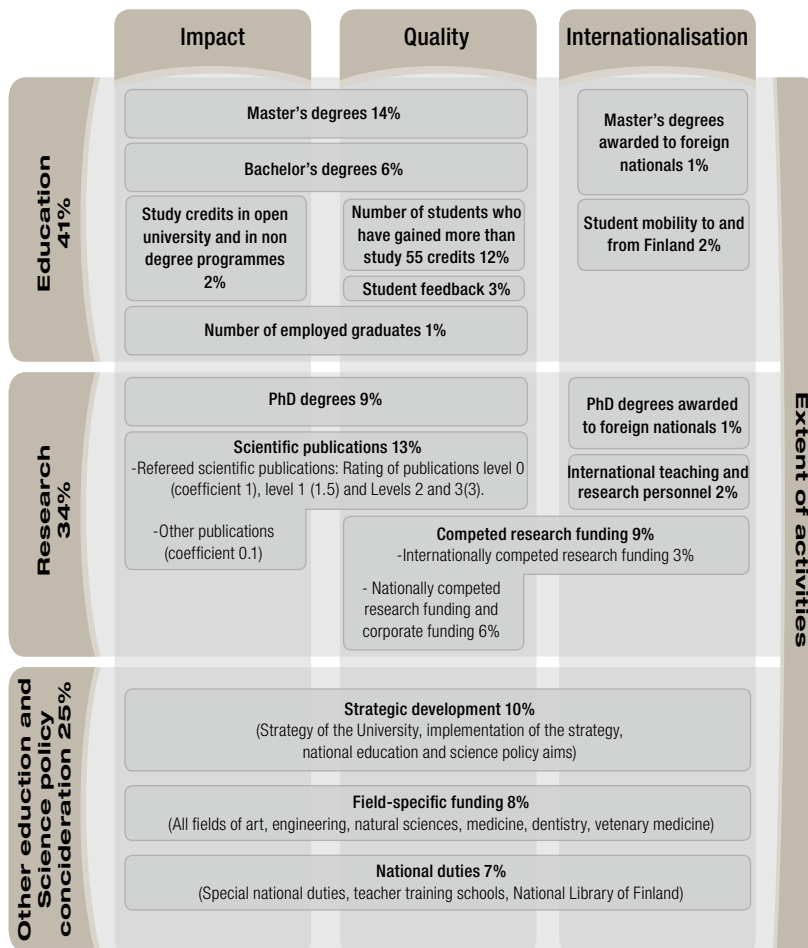 Impact
Quality
Internationalisation
Education
41%
Master's degrees 14%
Bachelor's degrees 6%
Study credits in open
university and in non
degree programmes
2%
Number of students who
have gained more than
study 55 credits 12%
Student feedback 3%
Number of employed graduates 1%
Master's degrees
awarded to foreign
nationals 1%
Student mobility to and
from Finland 2%
Research
34%
PhD degrees 9%
Scientific publications 13%
-Refereed scientific publications: Rating of publications level 0
(coefficient 1), level 1 (1.5) and Levels 2 and 3(3).
-Other publications
(coefficient 0.1)
PhD degrees awarded
to foreign nationals 1%
International teaching and
research personnel 2%
Competed research funding 9%
-Internationally competed research funding 3%
- Nationally competed
research funding and
corporate funding 6%
Other eduction and
Science policy
concideration 25%
Strategic development 10%
(Strategy of the University, implementation of the strategy,
national education and science policy aims)
Field-specific funding 8%
(All fields of art, engineering, natural sciences, medicine, dentistry, vetenary medicine)
National duties 7%
(Special national duties, teacher training schools, National Library of Finland)
Extent of activities